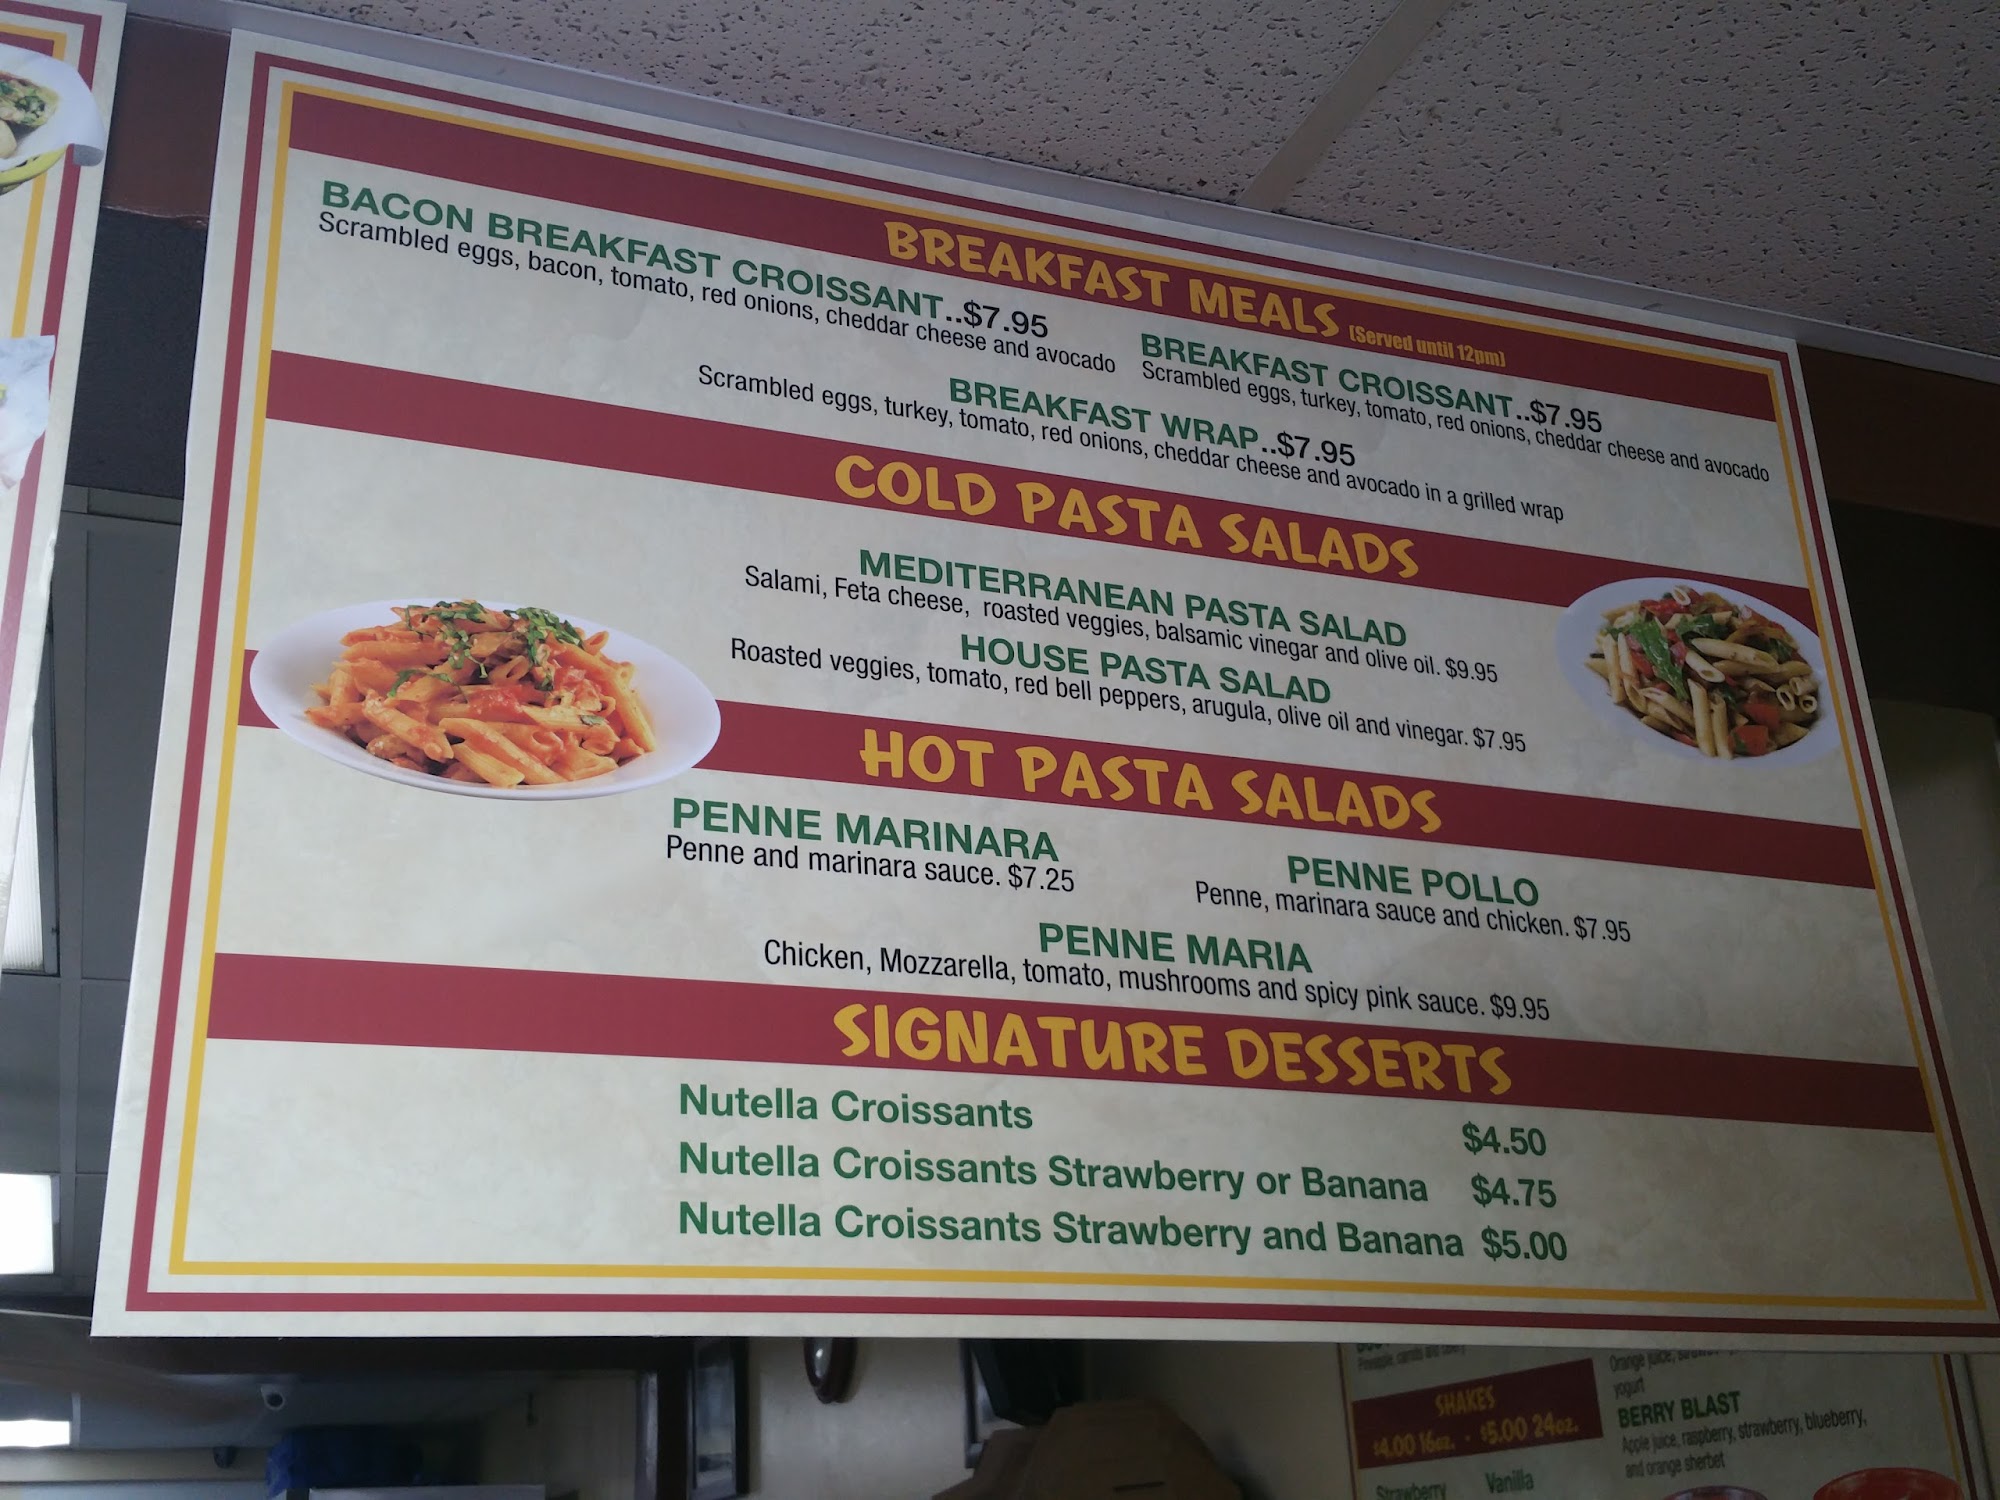 BREAKFAST MEALS (Served until 12pm)
BACON BREAKFAST CROISSANT..$7.95
Scrambled eggs, bacon, tomato, red onions, cheddar cheese and avocado
BREAKFAST CROISSANT..$7.95
Scrambled eggs, turkey, tomato, red onions, cheddar cheese and avocado
BREAKFAST WRAP..$7.95
Scrambled eggs, turkey, tomato, red onions, cheddar cheese and avocado in a grilled wrap
COLD PASTA SALADS
MEDITERRANEAN PASTA SALAD
Salami, Feta cheese, roasted veggies, balsamic vinegar and olive oil. $9.95
HOUSE PASTA SALAD
Roasted veggies, tomato, red bell peppers, arugula, olive oil and vinegar. $7.95
HOT PASTA SALADS
PENNE MARINARA
Penne and marinara sauce. $7.25
PENNE POLLO
Penne, marinara sauce and chicken. $7.95
PENNE MARIA
Chicken, Mozzarella, tomato, mushrooms and spicy pink sauce. $9.95
SIGNATURE DESSERTS
Nutella Croissants $4.50
Nutella Croissants Strawberry or Banana $4.75
Nutella Croissants Strawberry and Banana $5.00
Pineapple, carrots and
SHAKES
$4.00 16oz. - $5.00 24oz.
Strawberry Vanilla
Orange juice,
yogurt
BERRY BLAST
Apple juice, raspberry, strawberry, blueberry,
and orange sherbet